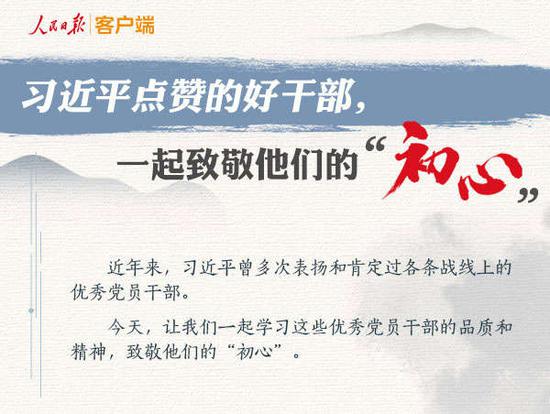 人民日报 客户端
习近平点赞的好干部，
一起致敬他们的“初心”
近年来，习近平曾多次表扬和肯定过各条战线上的
优秀党员干部。
今天，让我们一起学习这些优秀党员干部的品质和
精神，致敬他们的“初心”。